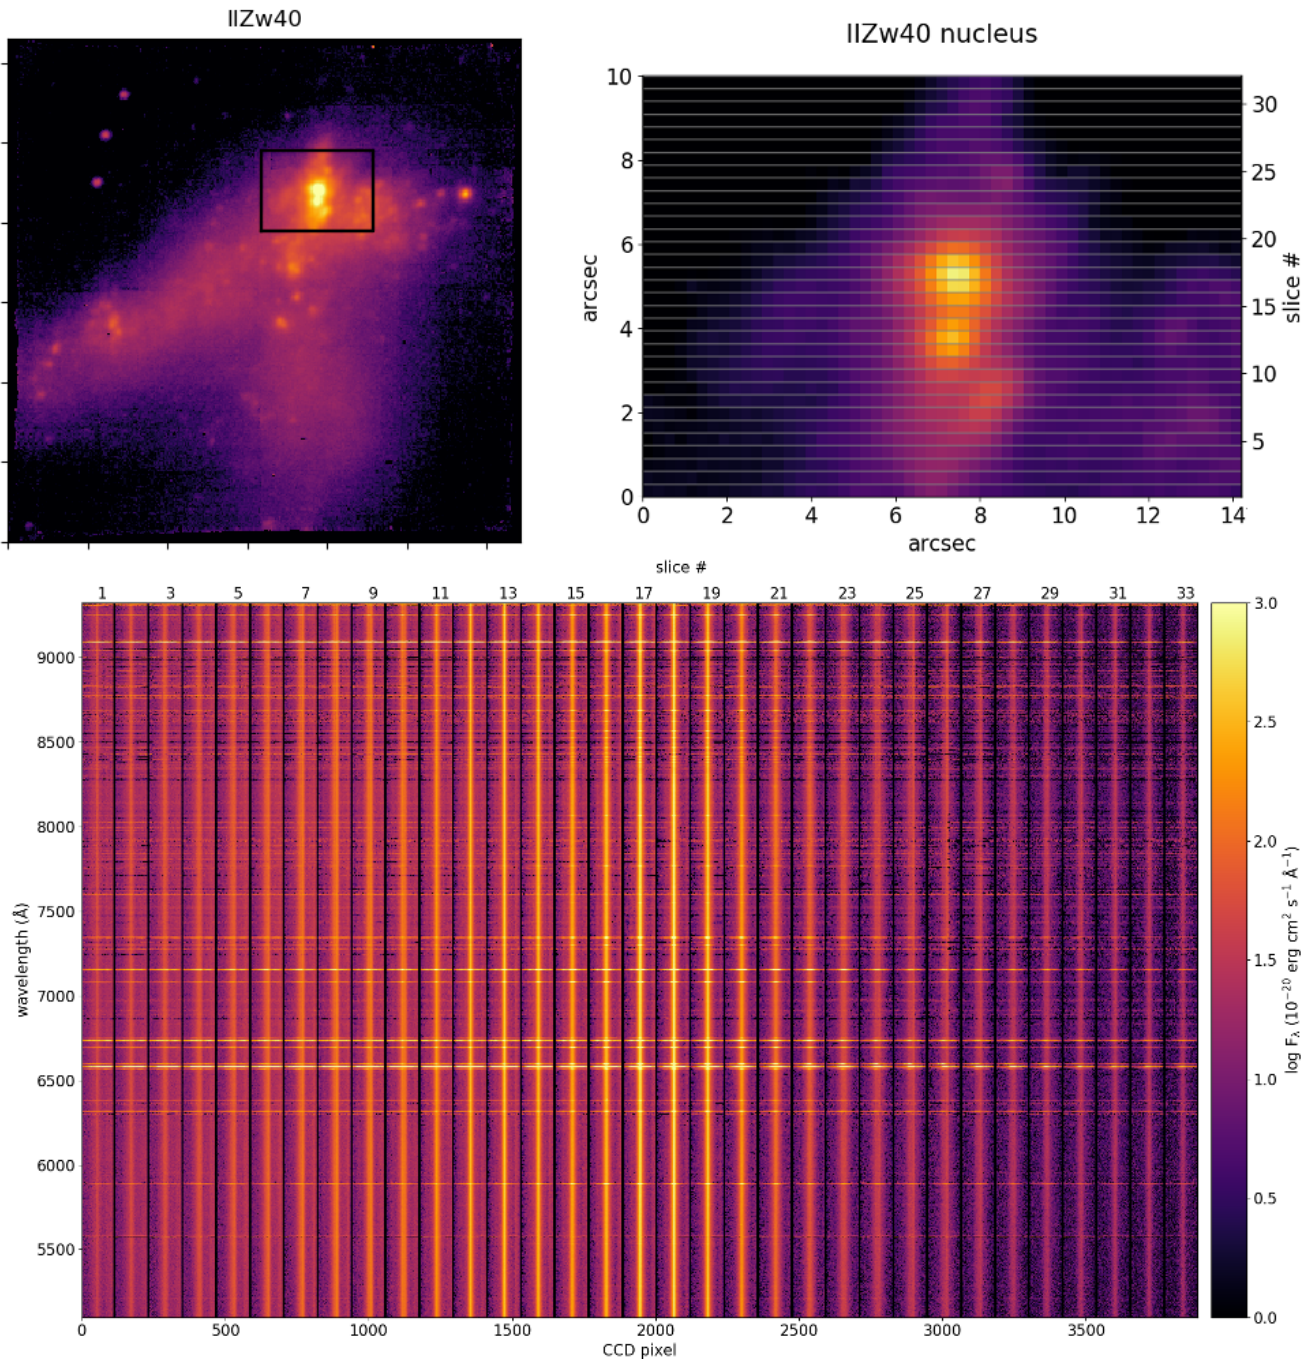 IIZw40
IIZw40 nucleus
10
8
6
4
2
0
arcsec
0 2 4 6 8 10 12 14
arcsec
30
25
20
15
10
5
slice #
slice #
1 3 5 7 9 11 13 15 17 19 21 23 25 27 29 31 33
9000
8500
8000
7500
7000
6500
6000
5500
wavelength (Å)
0 500 1000 1500 2000 2500 3000 3500
CCD pixel
3.0
2.5
2.0
1.5
1.0
0.5
0.0
log F_λ (10⁻²⁰ erg cm² s⁻¹ Å⁻¹)